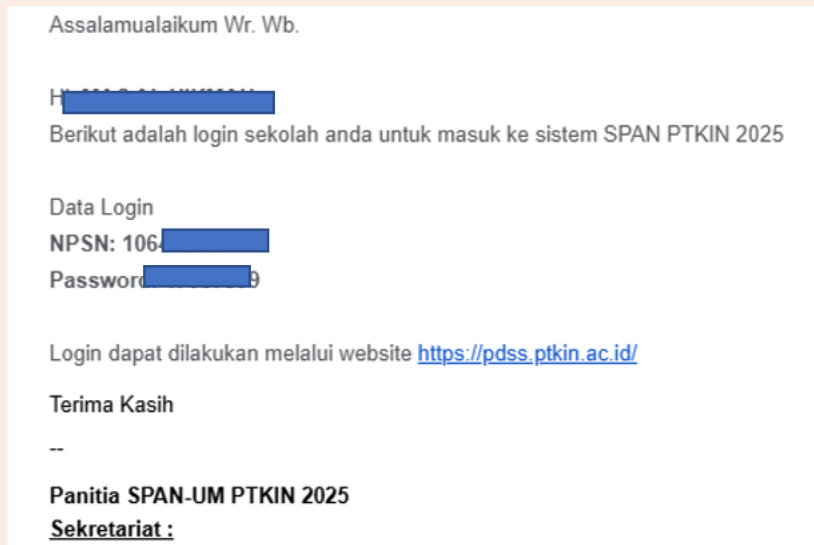 Assalamualaikum Wr. Wb.
Berikut adalah login sekolah anda untuk masuk ke sistem SPAN PTKIN 2025
Data Login
NPSN: 106
Password
Login dapat dilakukan melalui website https://pdss.ptkin.ac.id/
Terima Kasih
--
Panitia SPAN-UM PTKIN 2025
Sekretariat :